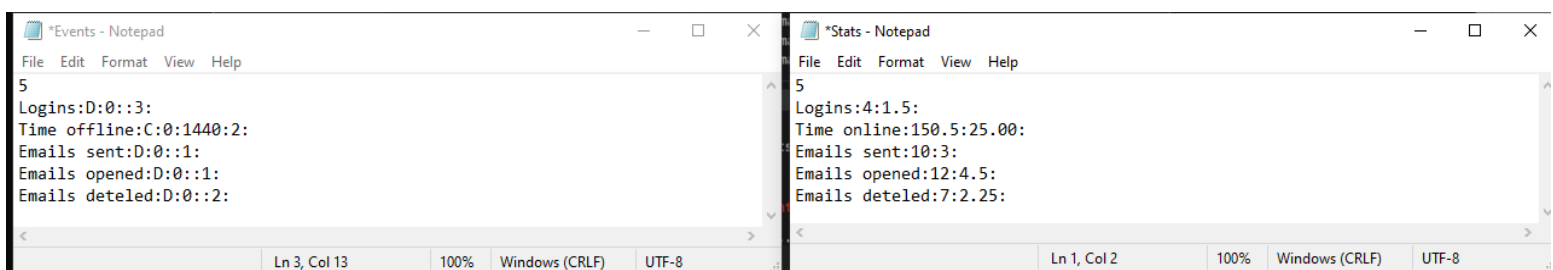 *Events - Notepad
File Edit Format View Help
5
Logins:D:0::3:
Time offline:C:0:1440:2:
Emails sent:D:0::1:
Emails opened:D:0::1:
Emails deteled:D:0::2:
Ln 3, Col 13 100% Windows (CRLF) UTF-8
*Stats - Notepad
File Edit Format View Help
5
Logins:4:1.5:
Time online:150.5:25.00:
Emails sent:10:3:
Emails opened:12:4.5:
Emails deteled:7:2.25:
Ln 1, Col 2 100% Windows (CRLF) UTF-8